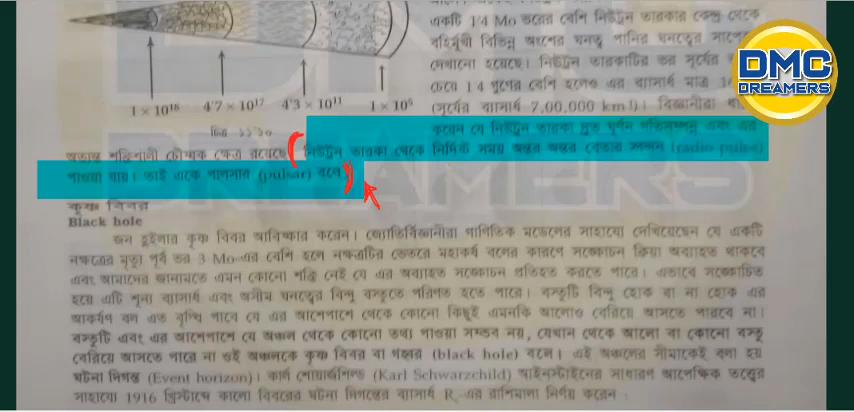 একটি 1.4 Mo ভরের বেশি নিউট্রন তারকার কেন্দ্র থেকে
বহির্মুখী বিভিন্ন অংশের ঘনত্ব পানির ঘনত্বের সাপেক্ষে
দেখানো হয়েছে। নিউট্রন তারকাটির ভর সূর্যের
চেয়ে 1.4 গুণের বেশি হলেও এর ব্যাসার্ধ মাত্র
(সূর্যের ব্যাসার্ধ 7,00,000 km)। বিজ্ঞানীরা
1 × 10¹⁸ 4.7 × 10¹⁷ 4.3 × 10¹¹ 1 × 10⁹
চিত্র ১১.১০
করেন যে নিউট্রন তারকা দ্রুত ঘূর্ণন গতিসম্পন্ন এবং এর
অত্যন্ত শক্তিশালী চৌম্বক ক্ষেত্র রয়েছে (নিউট্রন তারকা থেকে নির্দিষ্ট সময় অন্তর অন্তর বেতার স্পন্দন (radio pulse)
পাওয়া যায়। তাই একে পালসার (pulsar) বলে)
কৃষ্ণ বিবর
Black hole
জন হুইলার কৃষ্ণ বিবর আবিষ্কার করেন। জ্যোতির্বিজ্ঞানীরা গাণিতিক মডেলের সাহায্যে দেখিয়েছেন যে একটি
নক্ষত্রের মৃত্যু পূর্ব ভর 3 Mo-এর বেশি হলে নক্ষত্রটির ভেতরে মহাকর্ষ বলের কারণে সঙ্কোচন ক্রিয়া অব্যাহত থাকবে
এবং আমাদের জানামতে এমন কোনো শক্তি নেই যে এর অব্যাহত সঙ্কোচন প্রতিহত করতে পারে। এভাবে সঙ্কোচিত
হয়ে এটি শূন্য ব্যাসার্ধ এবং অসীম ঘনত্বের বিন্দু বস্তুতে পরিণত হতে পারে। বস্তুটি বিন্দু হোক বা না হোক এর
আকর্ষণ বল এত বৃদ্ধি পাবে যে এর আশেপাশে থেকে কোনো কিছুই এমনকি আলোও বেরিয়ে আসতে পারবে না।
বস্তুটি এবং এর আশেপাশে যে অঞ্চল থেকে কোনো তথ্য পাওয়া সম্ভব নয়, যেখান থেকে আলো বা কোনো বস্তু
বেরিয়ে আসতে পারে না ওই অঞ্চলকে কৃষ্ণ বিবর বা গহ্বর (black hole) বলে। এই অঞ্চলের সীমাকেই বলা হয়
ঘটনা দিগন্ত (Event horizon)। কার্ল শোয়ার্জশিল্ড (Karl Schwarzchild) আইনস্টাইনের সাধারণ আপেক্ষিক তত্ত্বের
সাহায্যে 1916 খ্রিস্টাব্দে কালো বিবরের ঘটনা দিগন্তের ব্যাসার্ধ Rₛ-এর রাশিমালা নির্ণয় করেন :
DMC
DREAMERS
DREAMERS